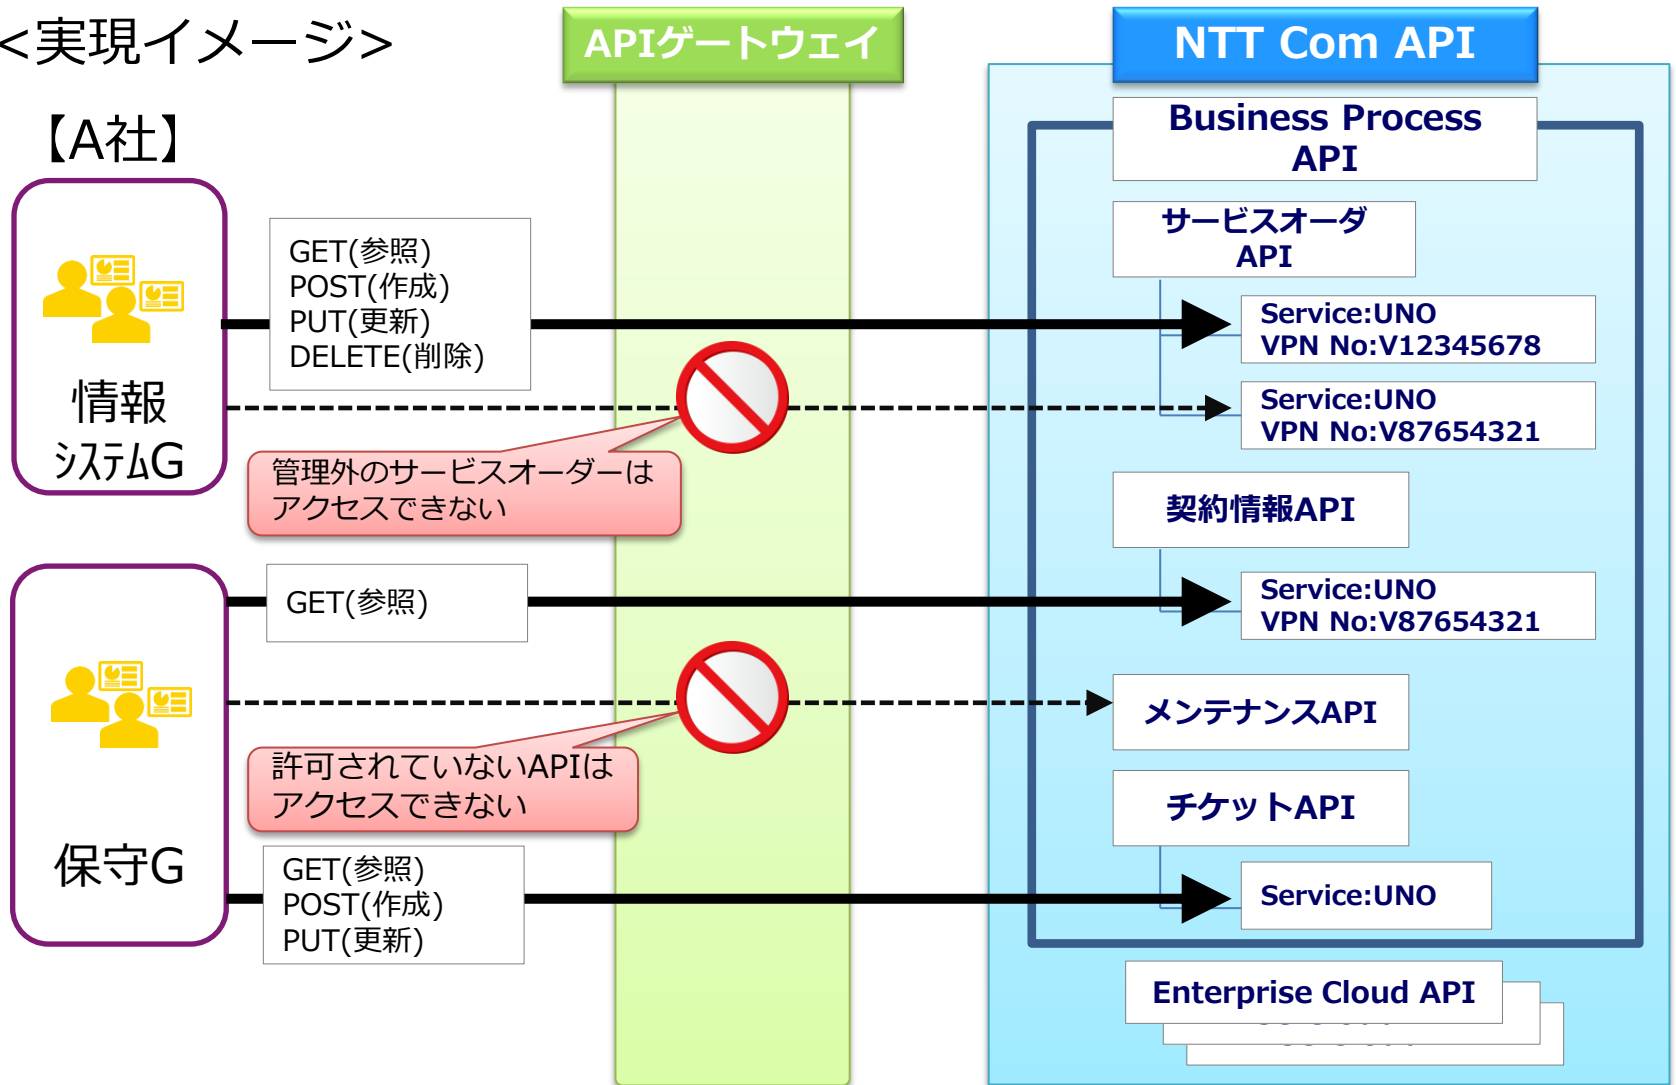 <実現イメージ>
APIゲートウェイ
NTT Com API
【A社】
Business Process
API
サービスオーダ
API
GET(参照)
POST(作成)
PUT(更新)
DELETE(削除)
Service:UNO
VPN No:V12345678
情報
システムG
Service:UNO
VPN No:V87654321
管理外のサービスオーダーは
アクセスできない
契約情報API
GET(参照)
Service:UNO
VPN No:V87654321
メンテナンスAPI
許可されていないAPIは
アクセスできない
チケットAPI
保守G
GET(参照)
POST(作成)
PUT(更新)
Service:UNO
Enterprise Cloud API